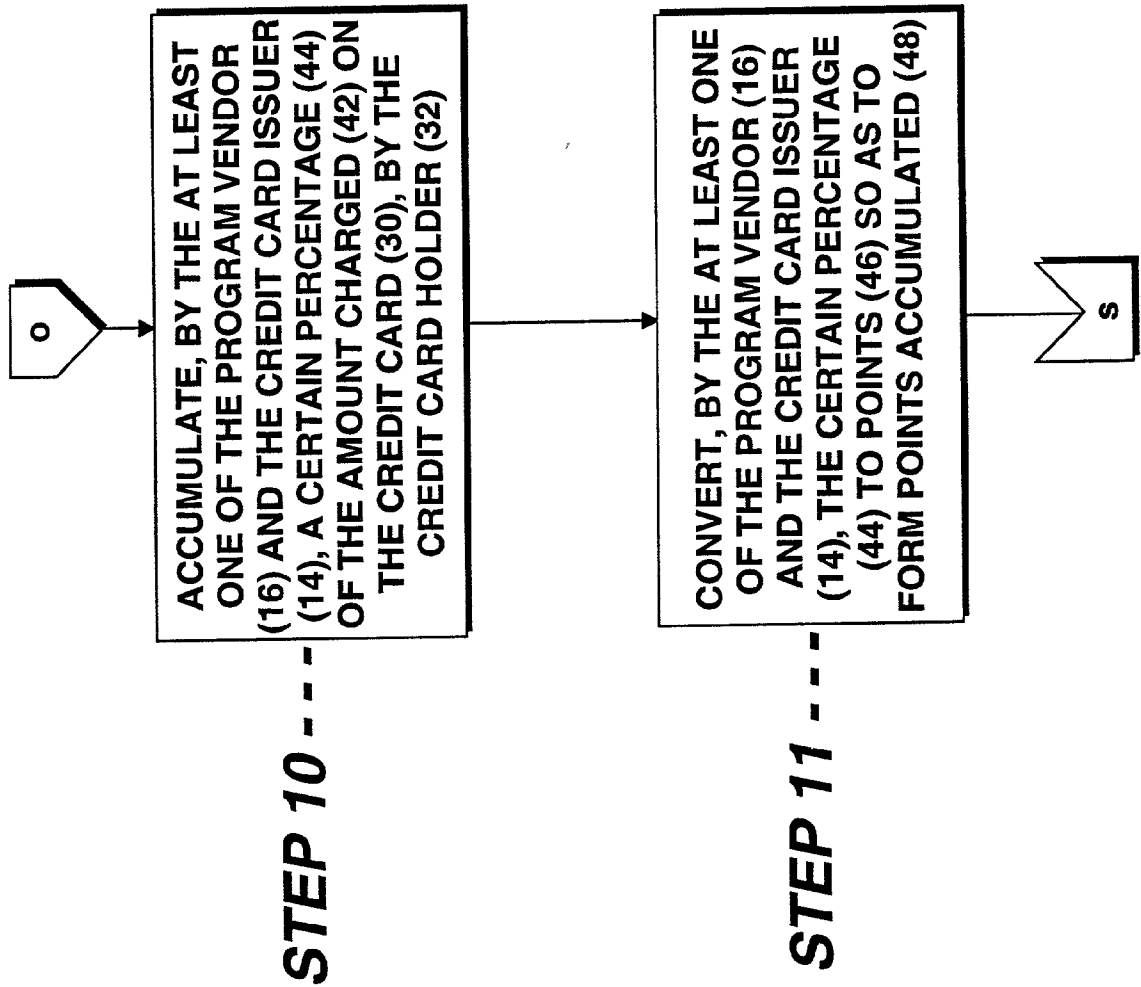 O
STEP 10 - - -
ACCUMULATE, BY THE AT LEAST
ONE OF THE PROGRAM VENDOR
(16) AND THE CREDIT CARD ISSUER
(14), A CERTAIN PERCENTAGE (44)
OF THE AMOUNT CHARGED (42) ON
THE CREDIT CARD (30), BY THE
CREDIT CARD HOLDER (32)
STEP 11 - - -
CONVERT, BY THE AT LEAST ONE
OF THE PROGRAM VENDOR (16)
AND THE CREDIT CARD ISSUER
(14), THE CERTAIN PERCENTAGE
(44) TO POINTS (46) SO AS TO
FORM POINTS ACCUMULATED (48)
S